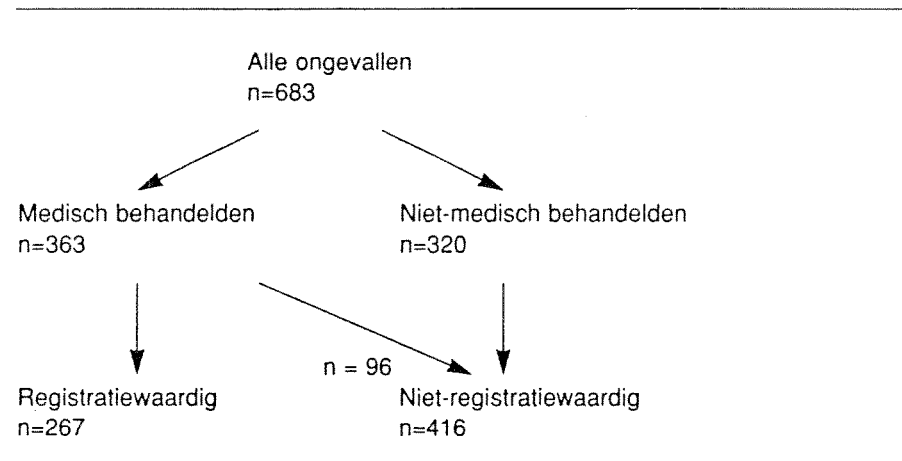 Alle ongevallen
n=683
Medisch behandelden
n=363
Niet-medisch behandelden
n=320
n = 96
Registratiewaardig
n=267
Niet-registratiewaardig
n=416